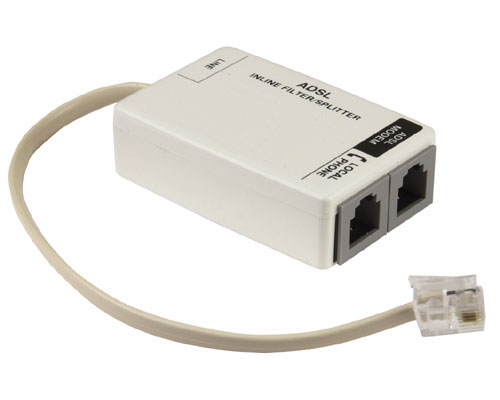 LINE
ADSL
INLINE FILTER/SPLITTER
ADSL
MODEM
LOCAL
PHONE